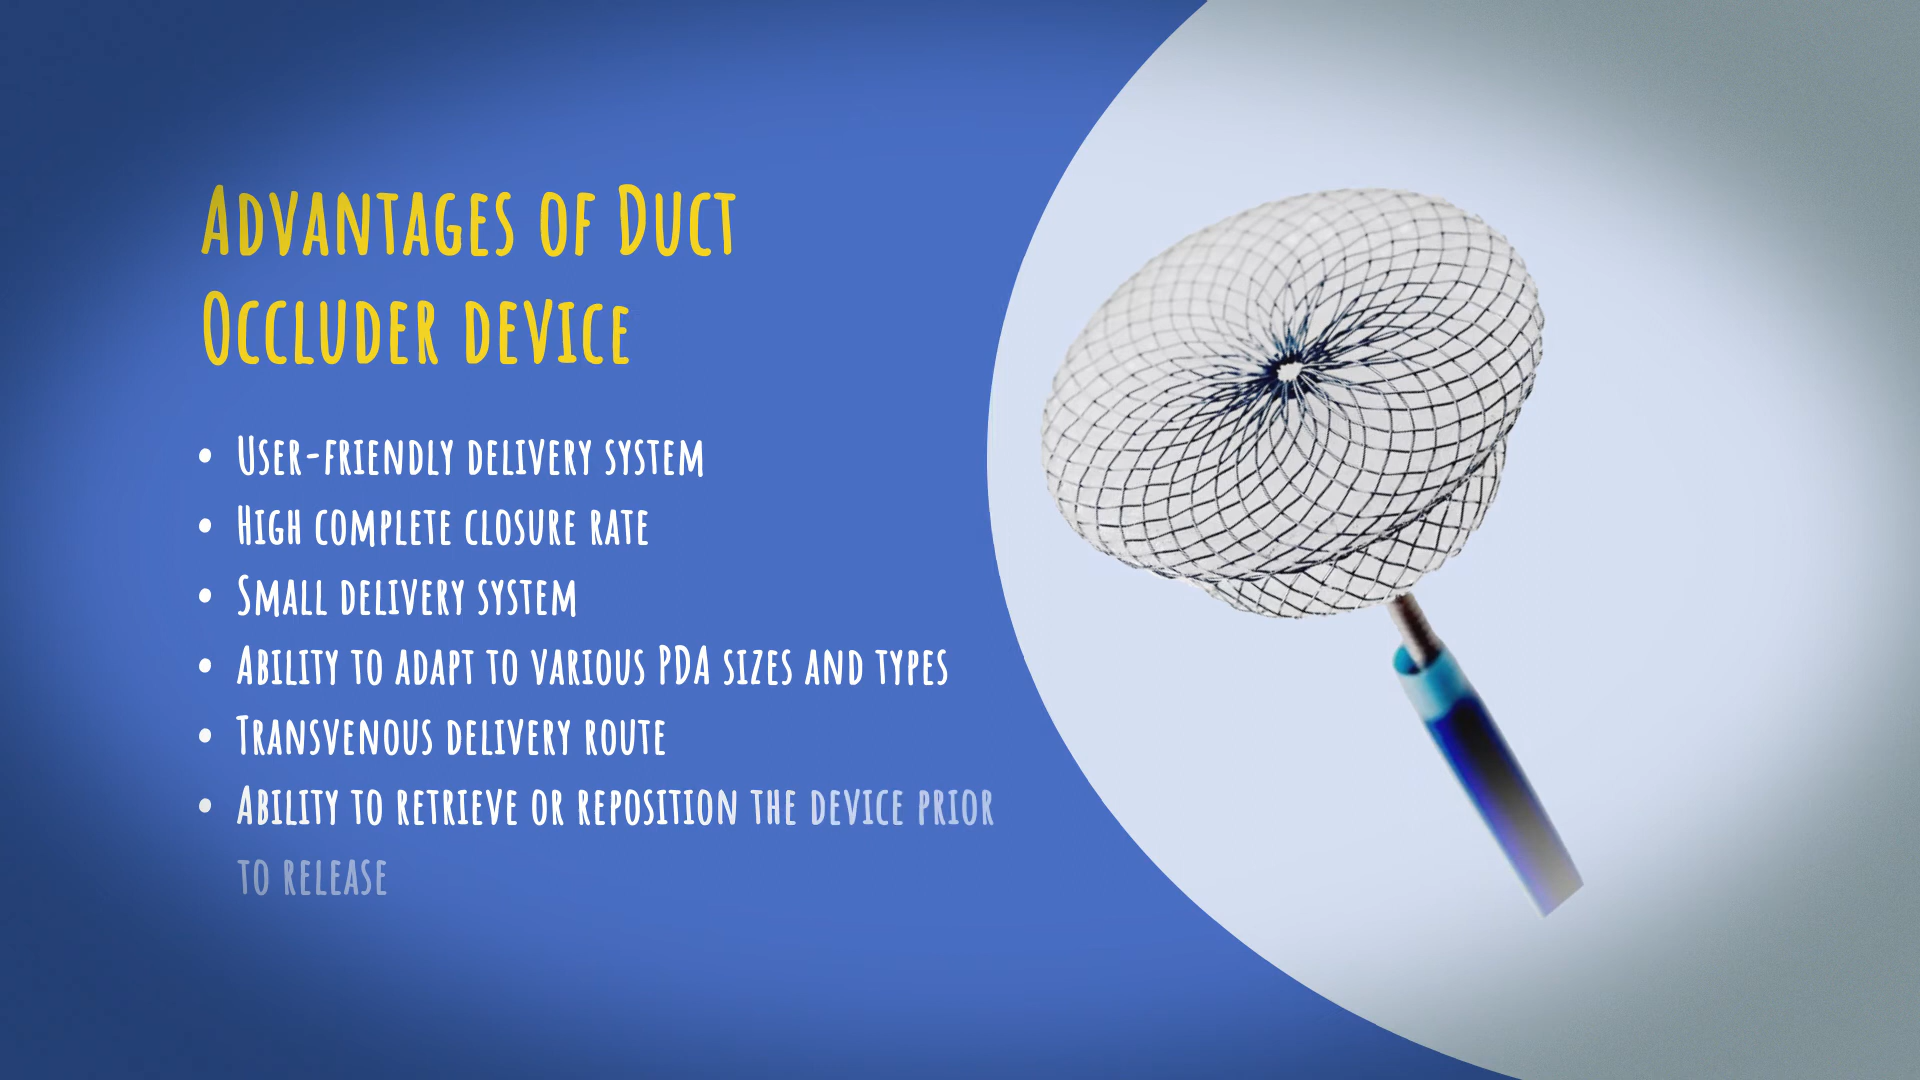 Advantages of Duct
Occluder device
• User-friendly delivery system
• High complete closure rate
• Small delivery system
• Ability to adapt to various PDA sizes and types
• Transvenous delivery route
• Ability to retrieve or reposition the device prior
to release